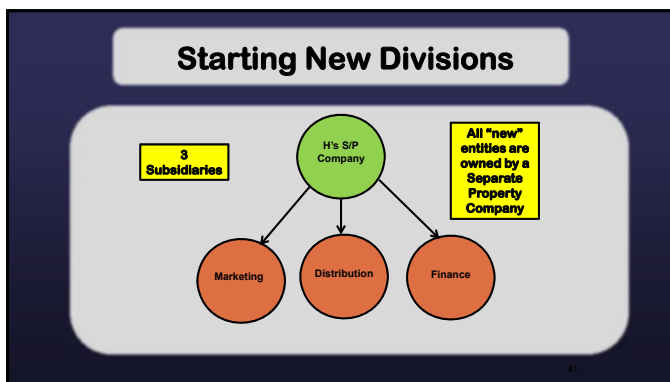 Starting New Divisions
3
Subsidiaries
H's S/P
Company
All “new”
entities are
owned by a
Separate
Property
Company
Marketing
Distribution
Finance
41